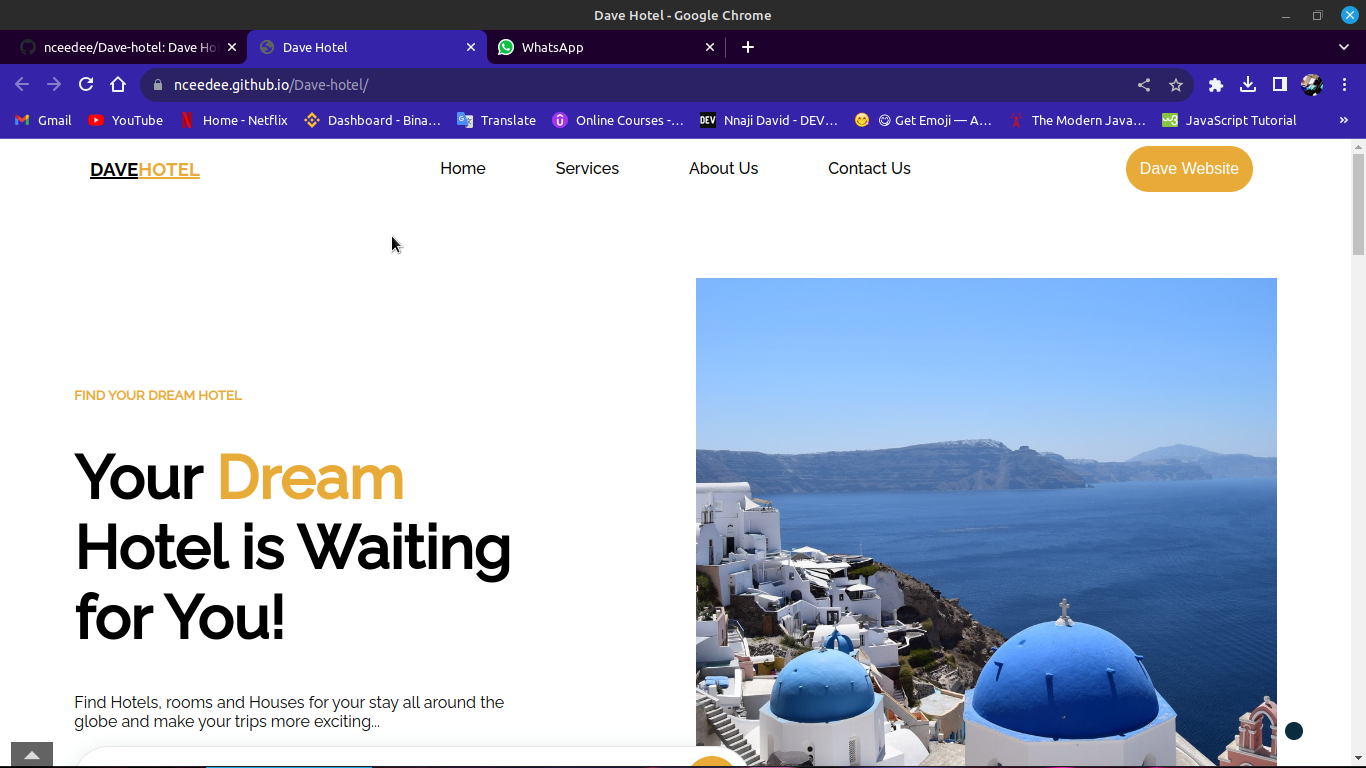 Dave Hotel - Google Chrome
nceedee/Dave-hotel: Dave Ho
Dave Hotel
WhatsApp
nceedee.github.io/Dave-hotel/
Gmail
YouTube
Home - Netflix
Dashboard - Bina...
Translate
Online Courses -...
DEV
Nnaji David - DEV...
😋 Get Emoji — A...
The Modern Java...
JavaScript Tutorial
»
DAVEHOTEL
Home
Services
About Us
Contact Us
Dave Website
FIND YOUR DREAM HOTEL
Your Dream
Hotel is Waiting
for You!
Find Hotels, rooms and Houses for your stay all around the
globe and make your trips more exciting...